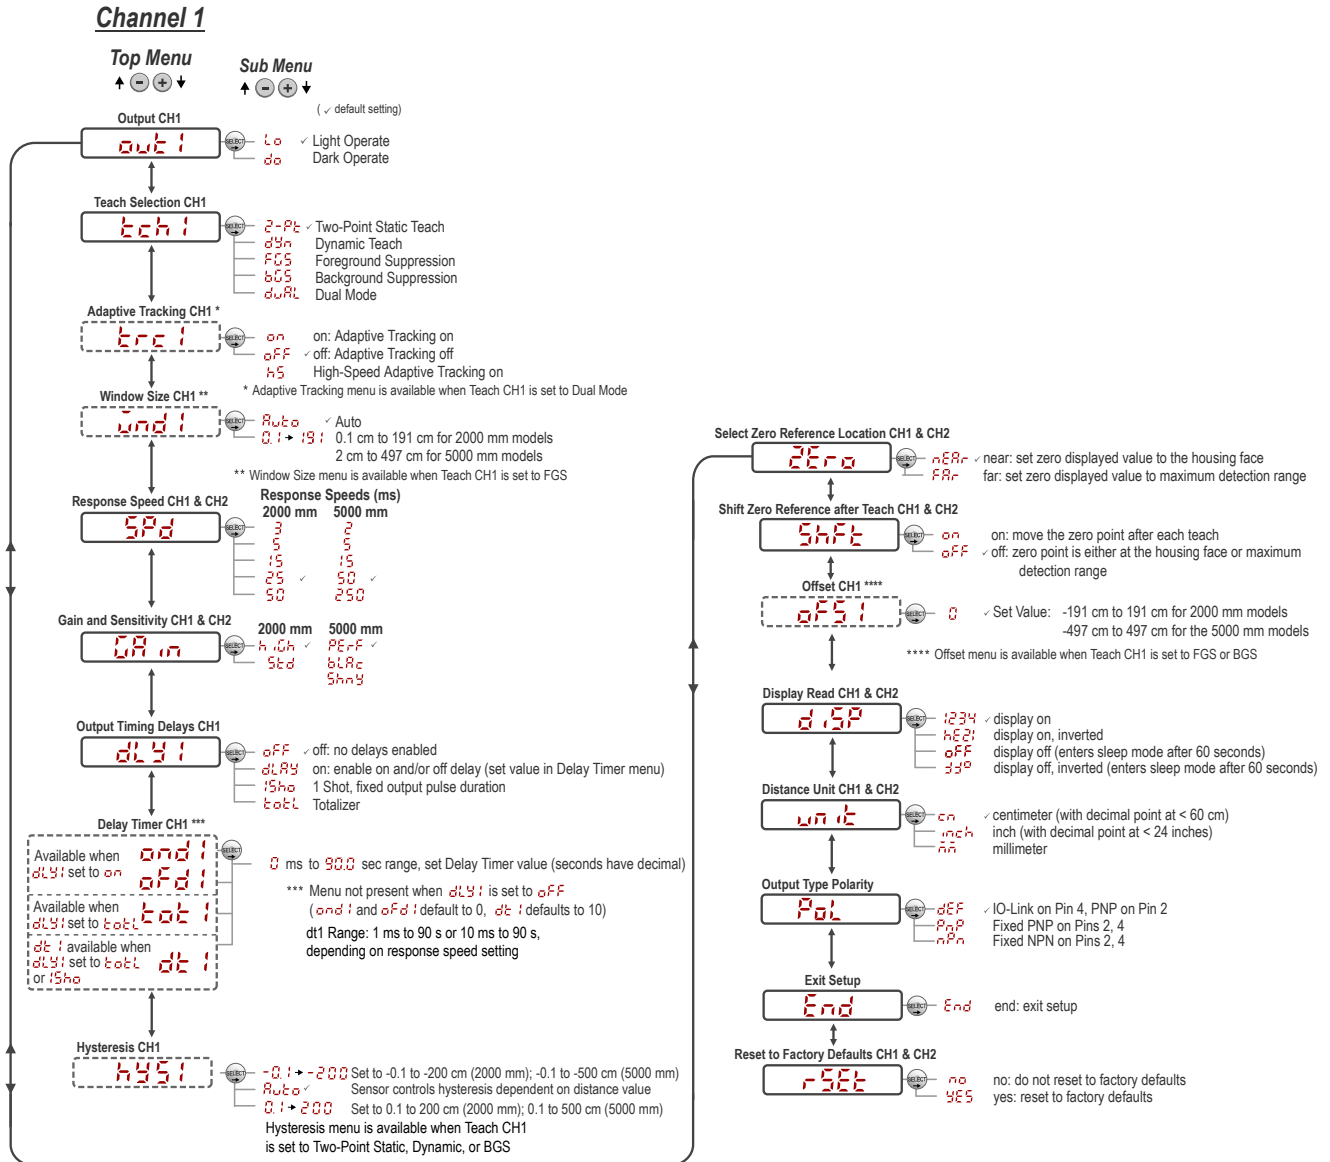 Channel 1
Top Menu
Sub Menu
- +
- +
( ✓ default setting)
Output CH1
out1
SELECT
Lo ✓ Light Operate
do Dark Operate
Teach Selection CH1
tch1
SELECT
2-Pt ✓ Two-Point Static Teach
dYn Dynamic Teach
FGS Foreground Suppression
bGS Background Suppression
duAL Dual Mode
Adaptive Tracking CH1 *
trc1
SELECT
on on: Adaptive Tracking on
oFF ✓ off: Adaptive Tracking off
hS High-Speed Adaptive Tracking on
* Adaptive Tracking menu is available when Teach CH1 is set to Dual Mode
Window Size CH1 **
wnd1
SELECT
Auto ✓ Auto
0.1 → 191 0.1 cm to 191 cm for 2000 mm models
2 cm to 497 cm for 5000 mm models
** Window Size menu is available when Teach CH1 is set to FGS
Response Speed CH1 & CH2
SPd
SELECT
Response Speeds (ms)
2000 mm 5000 mm
3 2
5 5
15 15
25 ✓ 50 ✓
50 250
Gain and Sensitivity CH1 & CH2
GAin
SELECT
2000 mm 5000 mm
hiGh ✓ PErF ✓
Std bLAc
ShnY
Output Timing Delays CH1
dLY1
SELECT
oFF ✓ off: no delays enabled
dLAY on: enable on and/or off delay (set value in Delay Timer menu)
1Sho 1 Shot, fixed output pulse duration
totL Totalizer
Delay Timer CH1 ***
Available when
dLY1 set to on
ond1
oFd1
SELECT
Available when
dLY1 set to totL
tot1
dt1 available when
dLY1 set to totL
or 1Sho
dt1
0 ms to 90.0 sec range, set Delay Timer value (seconds have decimal)
*** Menu not present when dLY1 is set to oFF
(ond1 and oFd1 default to 0, dt1 defaults to 10)
dt1 Range: 1 ms to 90 s or 10 ms to 90 s,
depending on response speed setting
Hysteresis CH1
hYS1
SELECT
-0.1 → -200 Set to -0.1 to -200 cm (2000 mm); -0.1 to -500 cm (5000 mm)
Auto ✓ Sensor controls hysteresis dependent on distance value
0.1 → 200 Set to 0.1 to 200 cm (2000 mm); 0.1 to 500 cm (5000 mm)
Hysteresis menu is available when Teach CH1
is set to Two-Point Static, Dynamic, or BGS
Select Zero Reference Location CH1 & CH2
ZEro
SELECT
nEAr ✓ near: set zero displayed value to the housing face
FAr far: set zero displayed value to maximum detection range
Shift Zero Reference after Teach CH1 & CH2
ShFt
SELECT
on on: move the zero point after each teach
oFF ✓ off: zero point is either at the housing face or maximum
detection range
Offset CH1 ****
oFS1
SELECT
0 ✓ Set Value: -191 cm to 191 cm for 2000 mm models
-497 cm to 497 cm for the 5000 mm models
**** Offset menu is available when Teach CH1 is set to FGS or BGS
Display Read CH1 & CH2
diSP
SELECT
1234 ✓ display on
hEZ1 display on, inverted
oFF display off (enters sleep mode after 60 seconds)
display off, inverted (enters sleep mode after 60 seconds)
Distance Unit CH1 & CH2
unit
SELECT
cn ✓ centimeter (with decimal point at < 60 cm)
inch inch (with decimal point at < 24 inches)
millimeter
Output Type Polarity
PoL
SELECT
dEF ✓ IO-Link on Pin 4, PNP on Pin 2
PnP Fixed PNP on Pins 2, 4
nPn Fixed NPN on Pins 2, 4
Exit Setup
End
SELECT
End end: exit setup
Reset to Factory Defaults CH1 & CH2
rSEt
SELECT
no no: do not reset to factory defaults
YES yes: reset to factory defaults